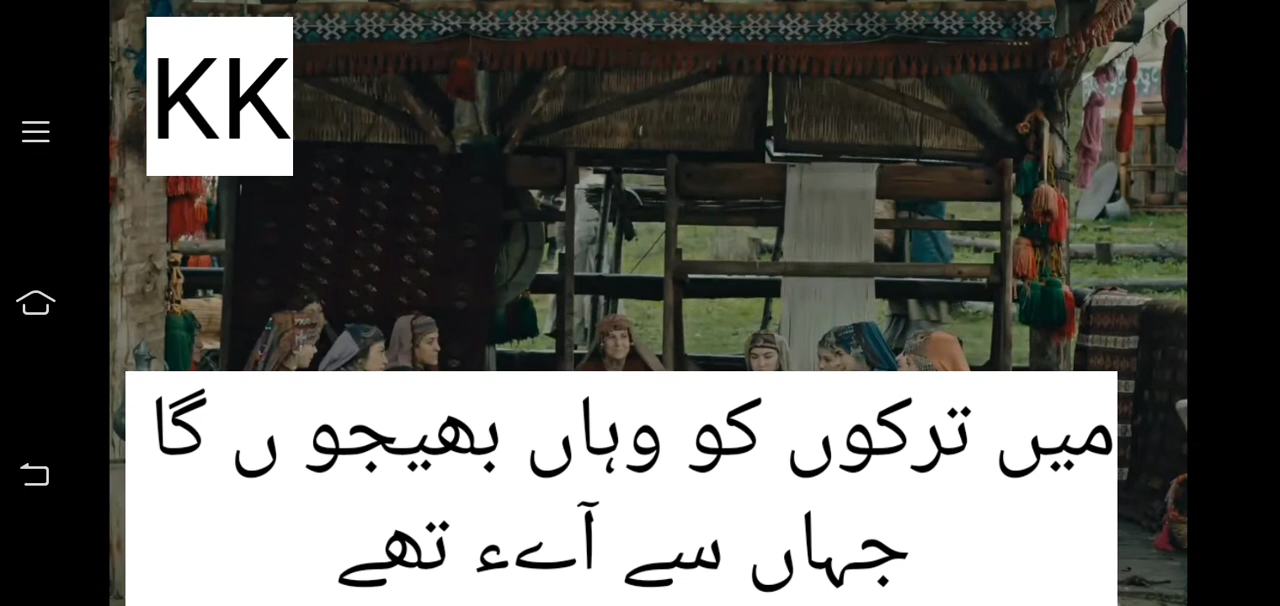 KK
میں ترکوں کو وہاں بھیجو ں گا
جہاں سے آےء تھے